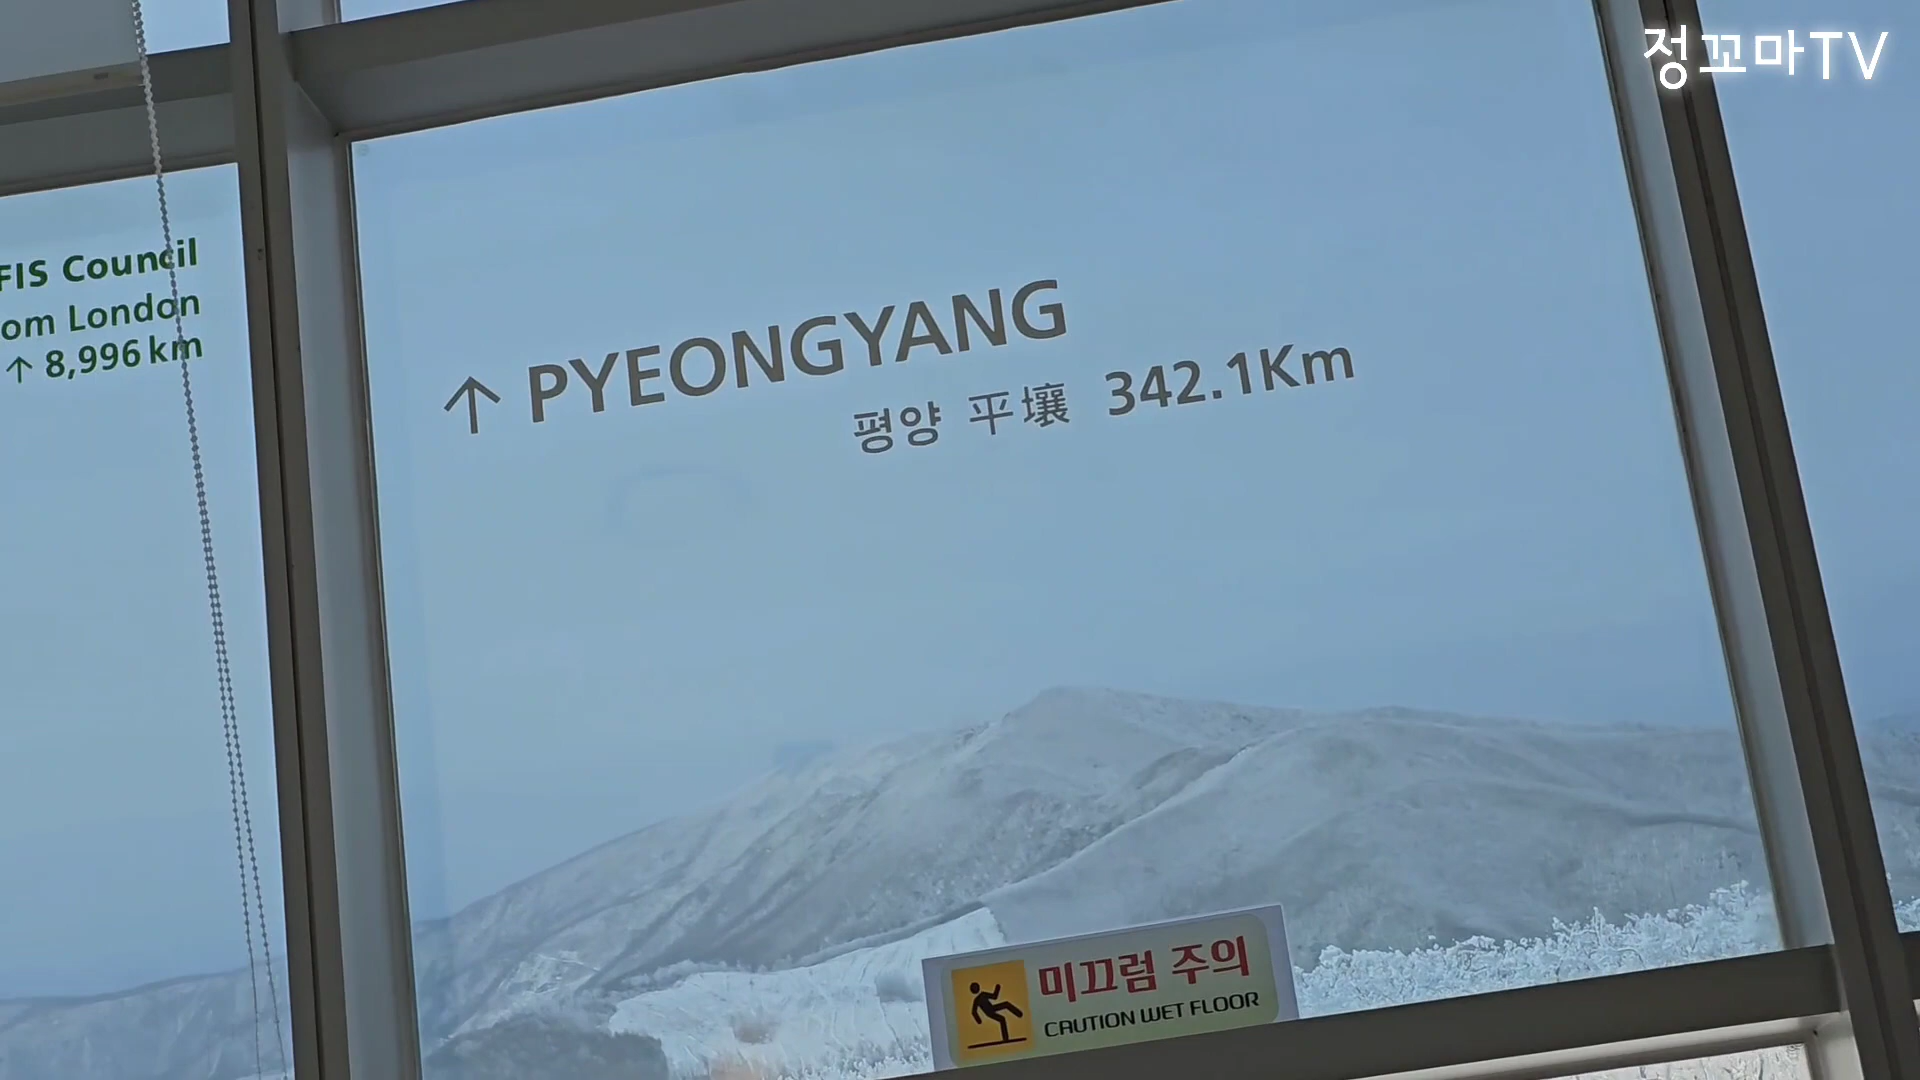 정꼬마TV
FIS Council
om London
↑ 8,996 km
↑ PYEONGYANG
평양 平壤 342.1Km
미끄럼 주의
CAUTION WET FLOOR